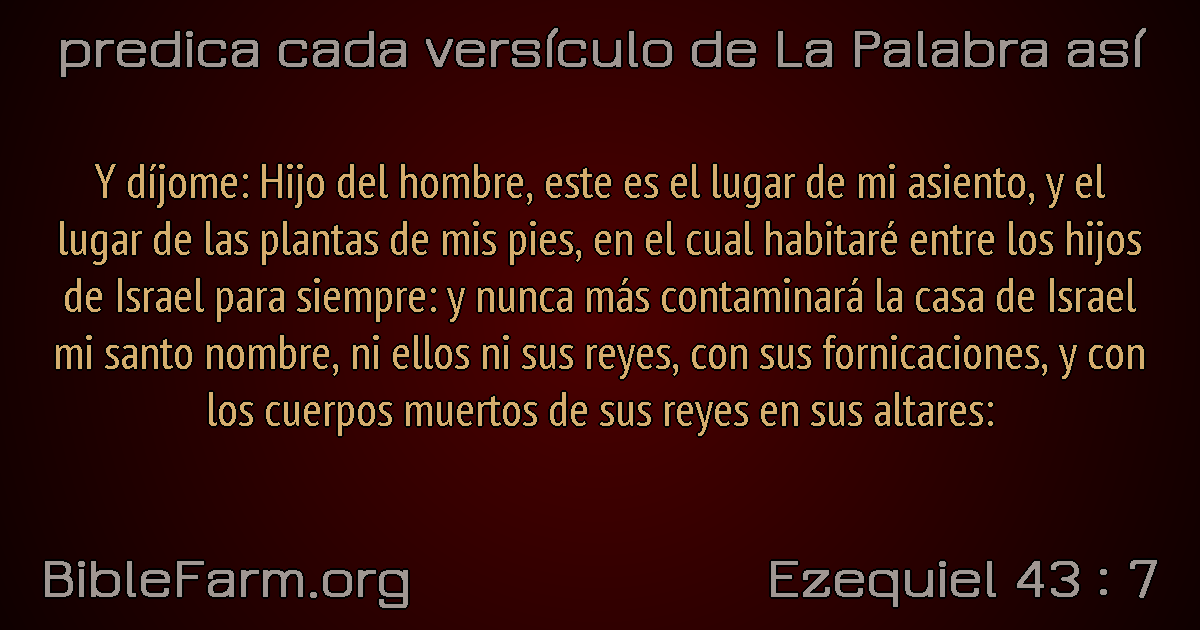 predica cada versículo de La Palabra así
Y díjome: Hijo del hombre, este es el lugar de mi asiento, y el
lugar de las plantas de mis pies, en el cual habitaré entre los hijos
de Israel para siempre: y nunca más contaminará la casa de Israel
mi santo nombre, ni ellos ni sus reyes, con sus fornicaciones, y con
los cuerpos muertos de sus reyes en sus altares:
BibleFarm.org
Ezequiel 43 : 7